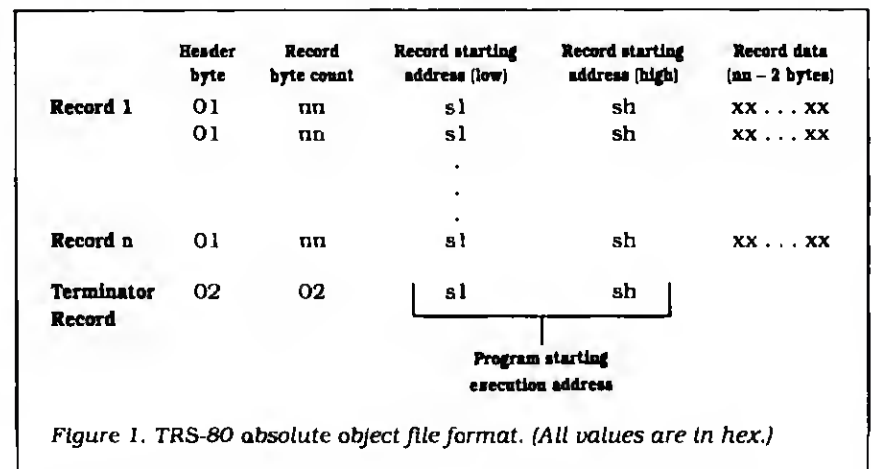 Header Record Record starting Record starting Record data
byte byte count address (low) address (high) (nn – 2 bytes)
Record 1 01 nn sl sh xx . . . xx
01 nn sl sh xx . . . xx
.
.
.
Record n 01 nn sl sh xx . . . xx
Terminator 02 02 sl sh
Record
Program starting
execution address
Figure 1. TRS-80 absolute object file format. (All values are in hex.)